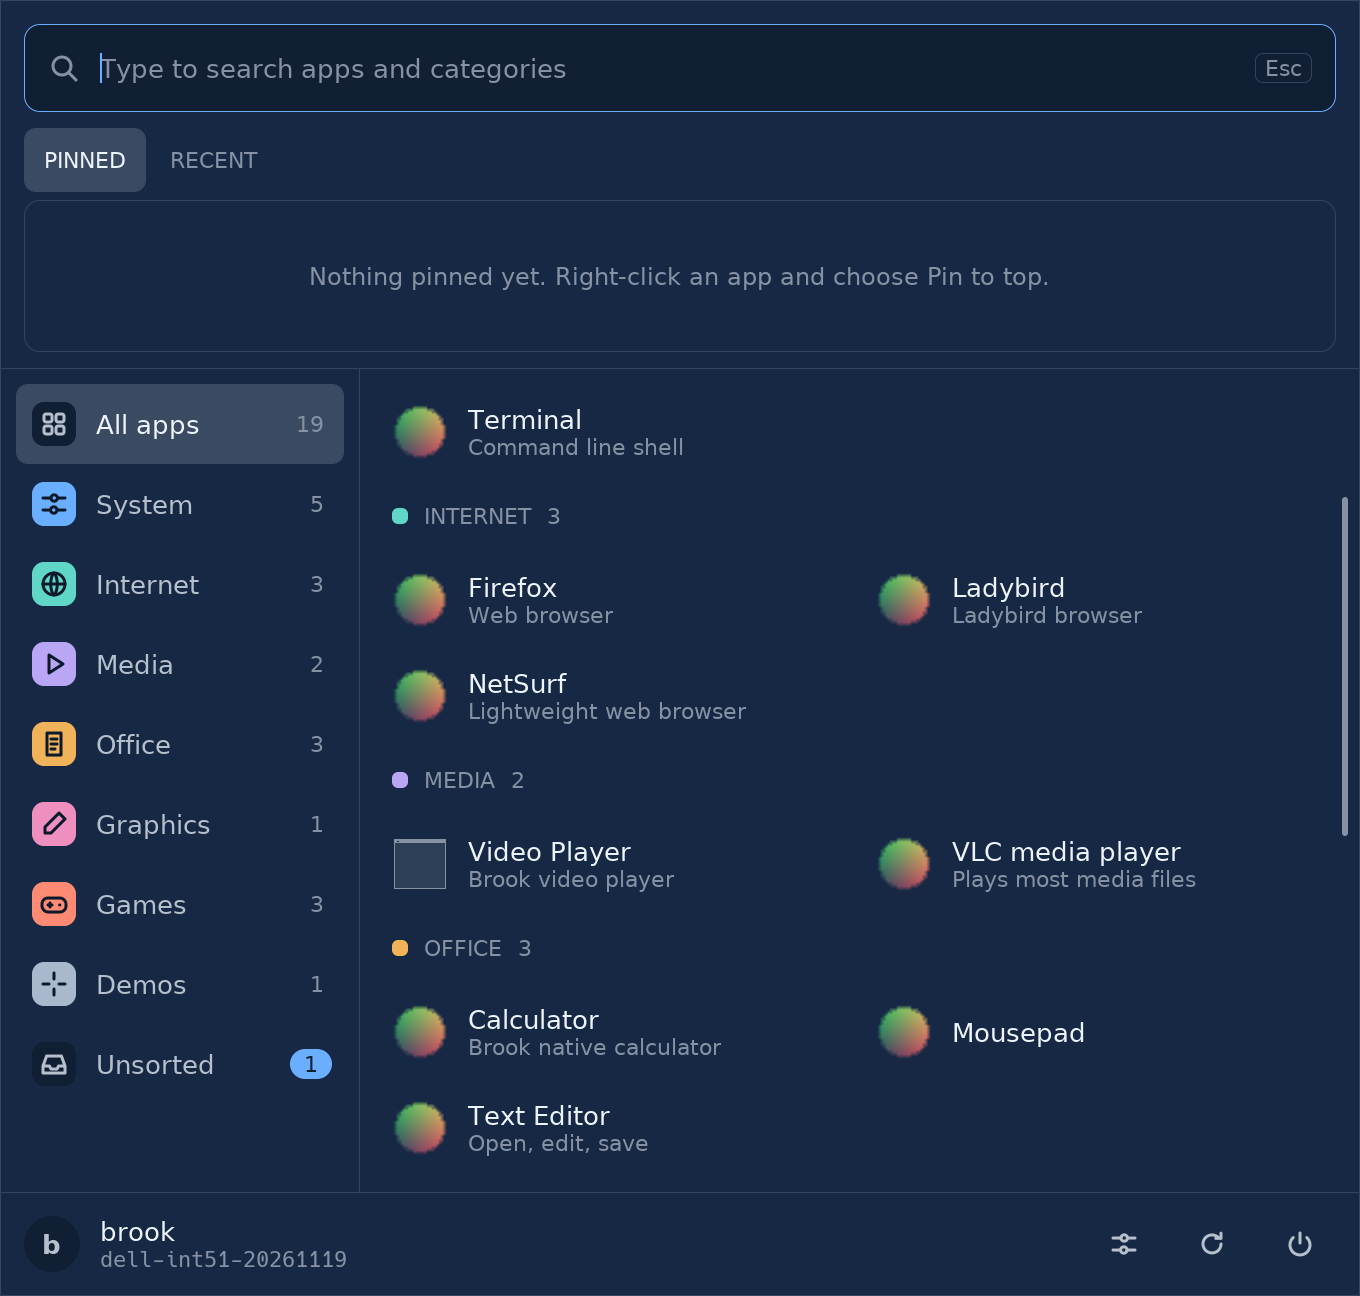 Type to search apps and categories Esc
PINNED RECENT
Nothing pinned yet. Right-click an app and choose Pin to top.
All apps 19
System 5
Internet 3
Media 2
Office 3
Graphics 1
Games 3
Demos 1
Unsorted 1
Terminal
Command line shell
INTERNET 3
Firefox
Web browser
Ladybird
Ladybird browser
NetSurf
Lightweight web browser
MEDIA 2
Video Player
Brook video player
VLC media player
Plays most media files
OFFICE 3
Calculator
Brook native calculator
Mousepad
Text Editor
Open, edit, save
b
brook
dell-int51-20261119